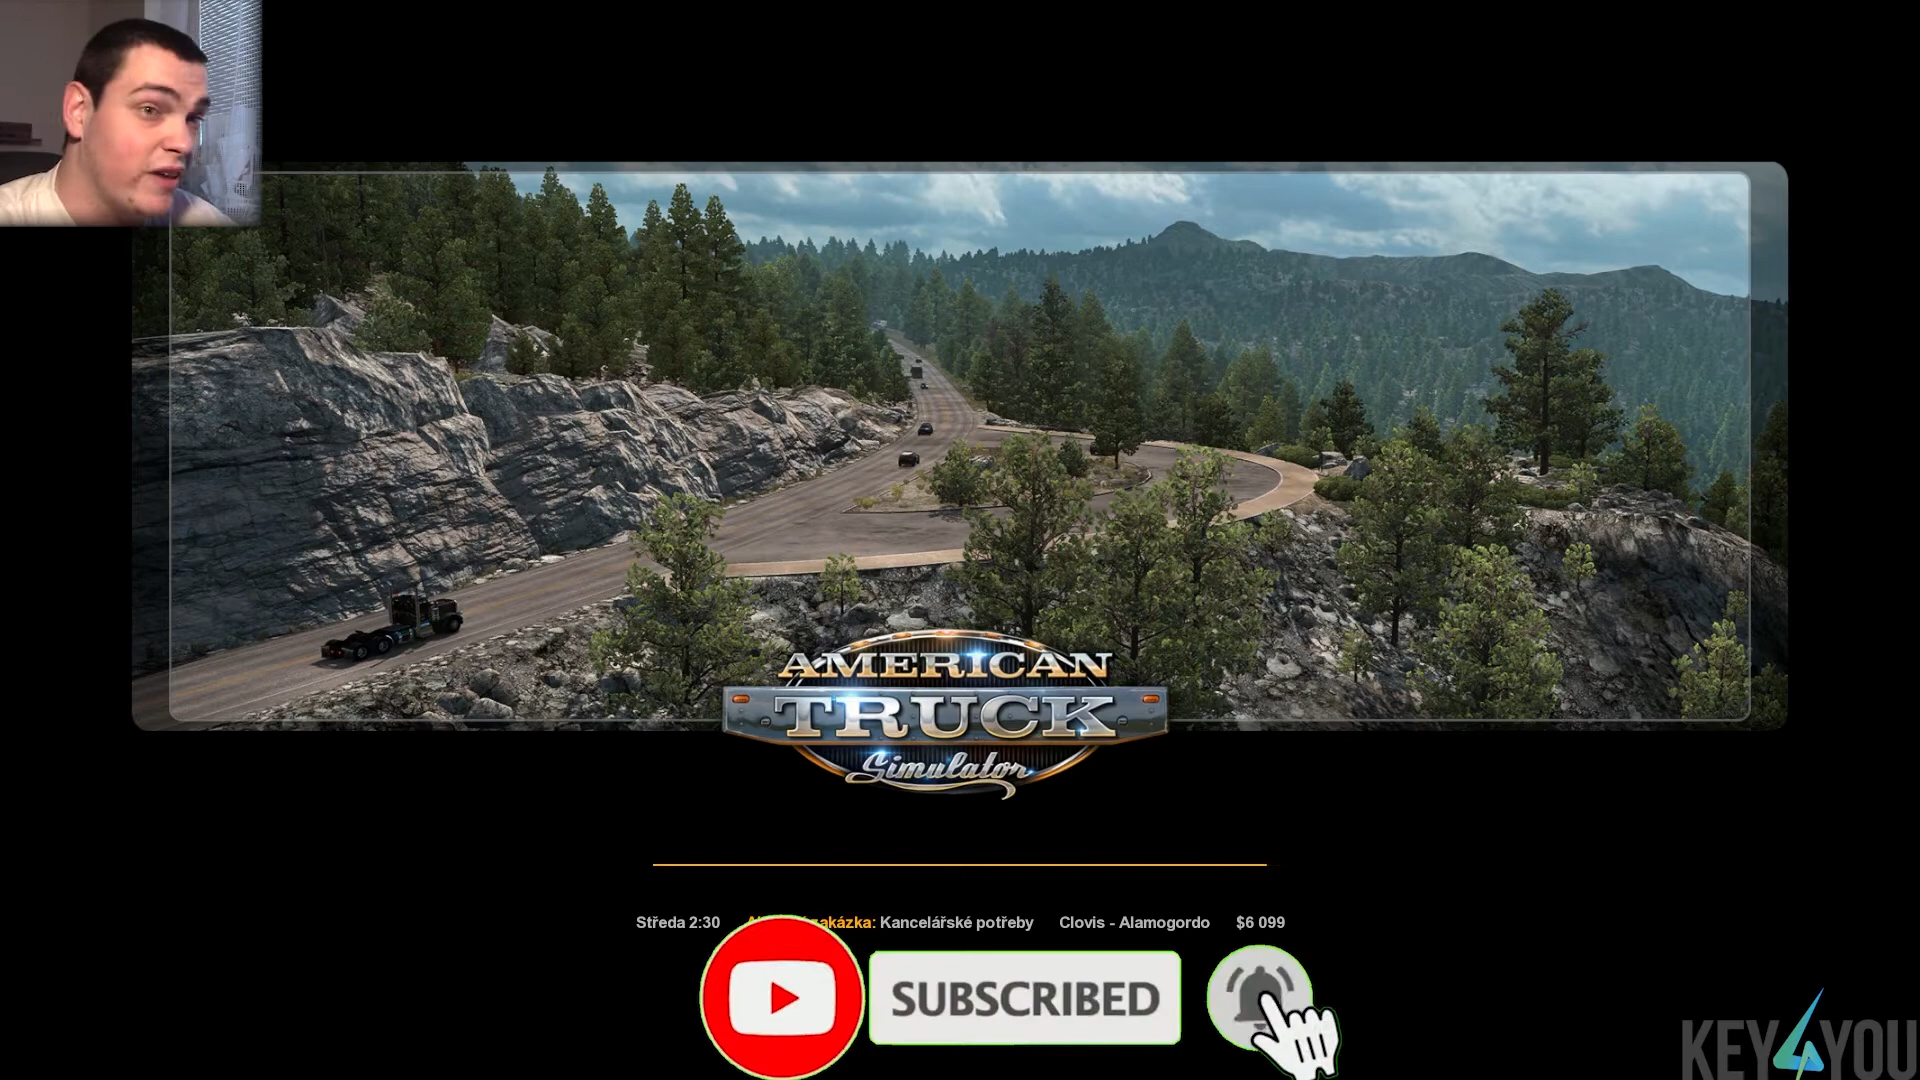 AMERICAN
TRUCK
Simulator
Středa 2:30 zakázka: Kancelářské potřeby Clovis - Alamogordo $6 099
SUBSCRIBED
KEY4YOU